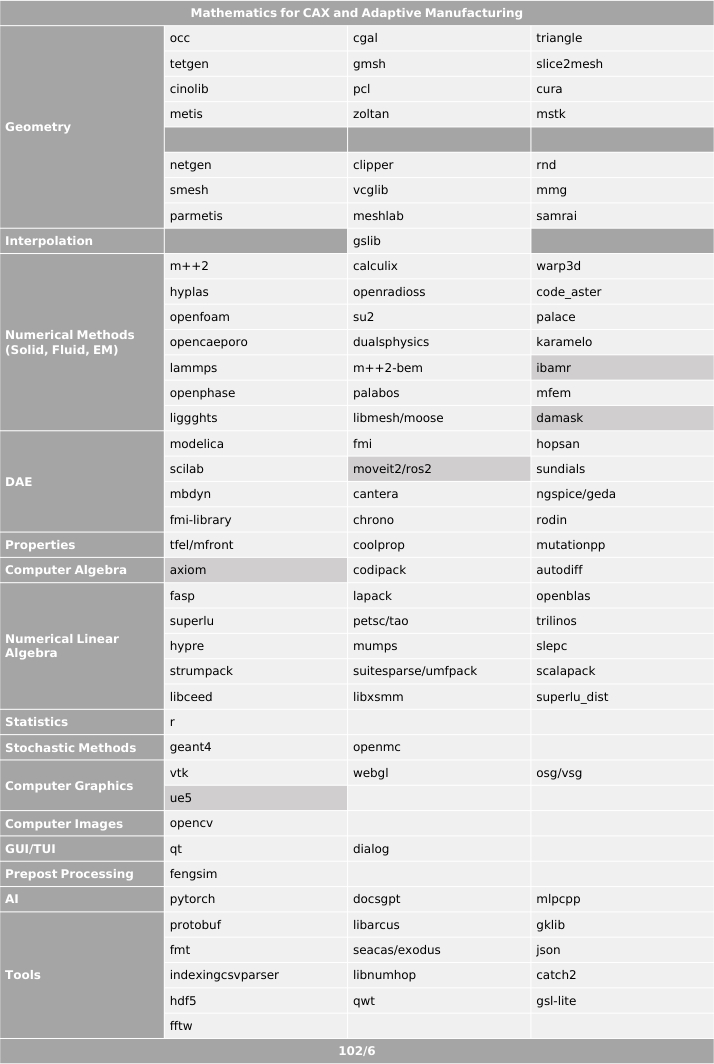 Mathematics for CAX and Adaptive Manufacturing
Geometry
occ cgal triangle
tetgen gmsh slice2mesh
cinolib pcl cura
metis zoltan mstk
netgen clipper rnd
smesh vcglib mmg
parmetis meshlab samrai
Interpolation gslib
Numerical Methods
(Solid, Fluid, EM)
m++2 calculix warp3d
hyplas openradioss code_aster
openfoam su2 palace
opencaeporo dualsphysics karamelo
lammps m++2-bem ibamr
openphase palabos mfem
liggghts libmesh/moose damask
DAE
modelica fmi hopsan
scilab moveit2/ros2 sundials
mbdyn cantera ngspice/geda
fmi-library chrono rodin
Properties tfel/mfront coolprop mutationpp
Computer Algebra axiom codipack autodiff
Numerical Linear
Algebra
fasp lapack openblas
superlu petsc/tao trilinos
hypre mumps slepc
strumpack suitesparse/umfpack scalapack
libceed libxsmm superlu_dist
Statistics r
Stochastic Methods geant4 openmc
Computer Graphics
vtk webgl osg/vsg
ue5
Computer Images opencv
GUI/TUI qt dialog
Prepost Processing fengsim
AI pytorch docsgpt mlpcpp
Tools
protobuf libarcus gklib
fmt seacas/exodus json
indexingcsvparser libnumhop catch2
hdf5 qwt gsl-lite
fftw
102/6